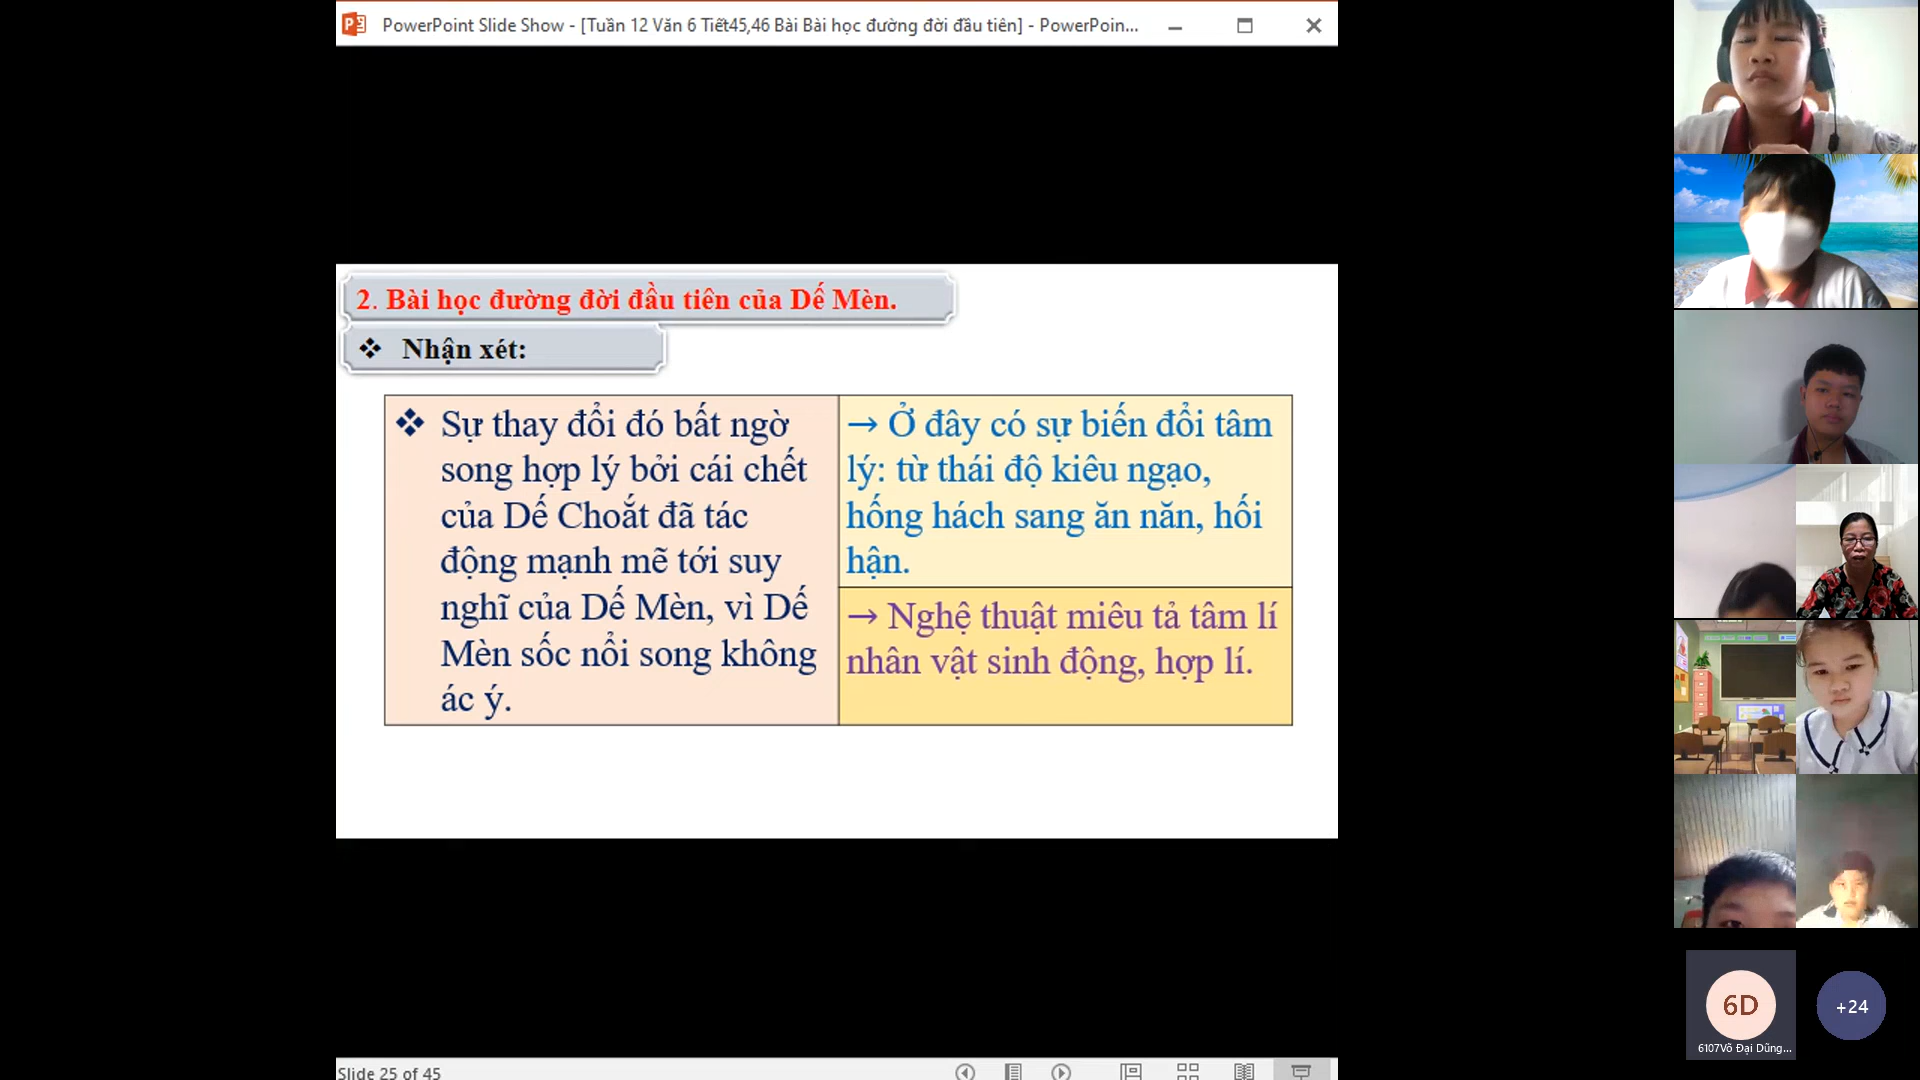 PowerPoint Slide Show - [Tuần 12 Văn 6 Tiết45,46 Bài Bài học đường đời đầu tiên] - PowerPoin...
2. Bài học đường đời đầu tiên của Dế Mèn.
❖ Nhận xét:
❖ Sự thay đổi đó bất ngờ
song hợp lý bởi cái chết
của Dế Choắt đã tác
động mạnh mẽ tới suy
nghĩ của Dế Mèn, vì Dế
Mèn sốc nổi song không
ác ý.
→ Ở đây có sự biến đổi tâm
lý: từ thái độ kiêu ngạo,
hống hách sang ăn năn, hối
hận.
→ Nghệ thuật miêu tả tâm lí
nhân vật sinh động, hợp lí.
6D
6107Võ Đại Dũng...
+24
Slide 25 of 45